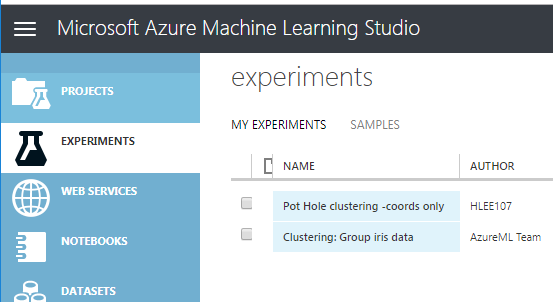 Microsoft Azure Machine Learning Studio
PROJECTS
EXPERIMENTS
WEB SERVICES
NOTEBOOKS
DATASETS
experiments
MY EXPERIMENTS SAMPLES
NAME AUTHOR
Pot Hole clustering -coords only HLEE107
Clustering: Group iris data AzureML Team